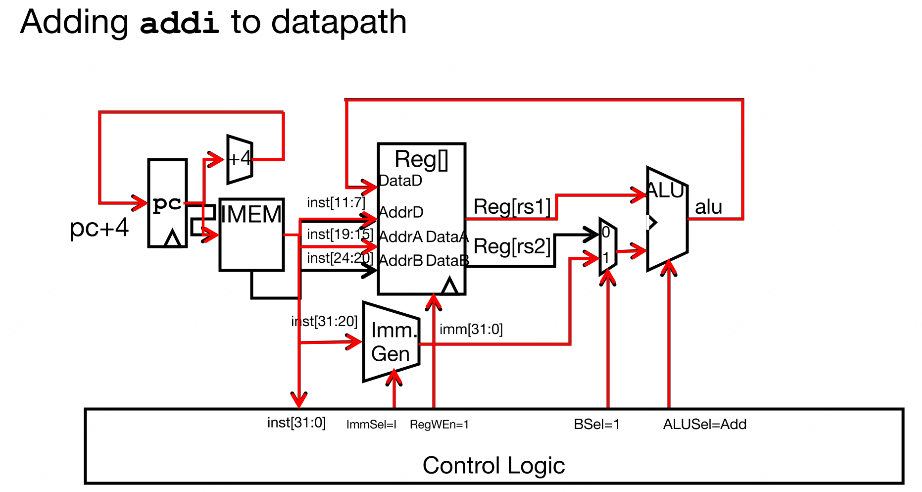 Adding addi to datapath
+4
Reg[]
DataD
inst[11:7]
AddrD
pc
IMEM
pc+4
inst[19:15]
AddrA DataA
inst[24:20]
AddrB DataB
Reg[rs1]
Reg[rs2]
ALU
alu
0
1
inst[31:20]
Imm.
Gen
imm[31:0]
inst[31:0]
ImmSel=I
RegWEn=1
BSel=1
ALUSel=Add
Control Logic